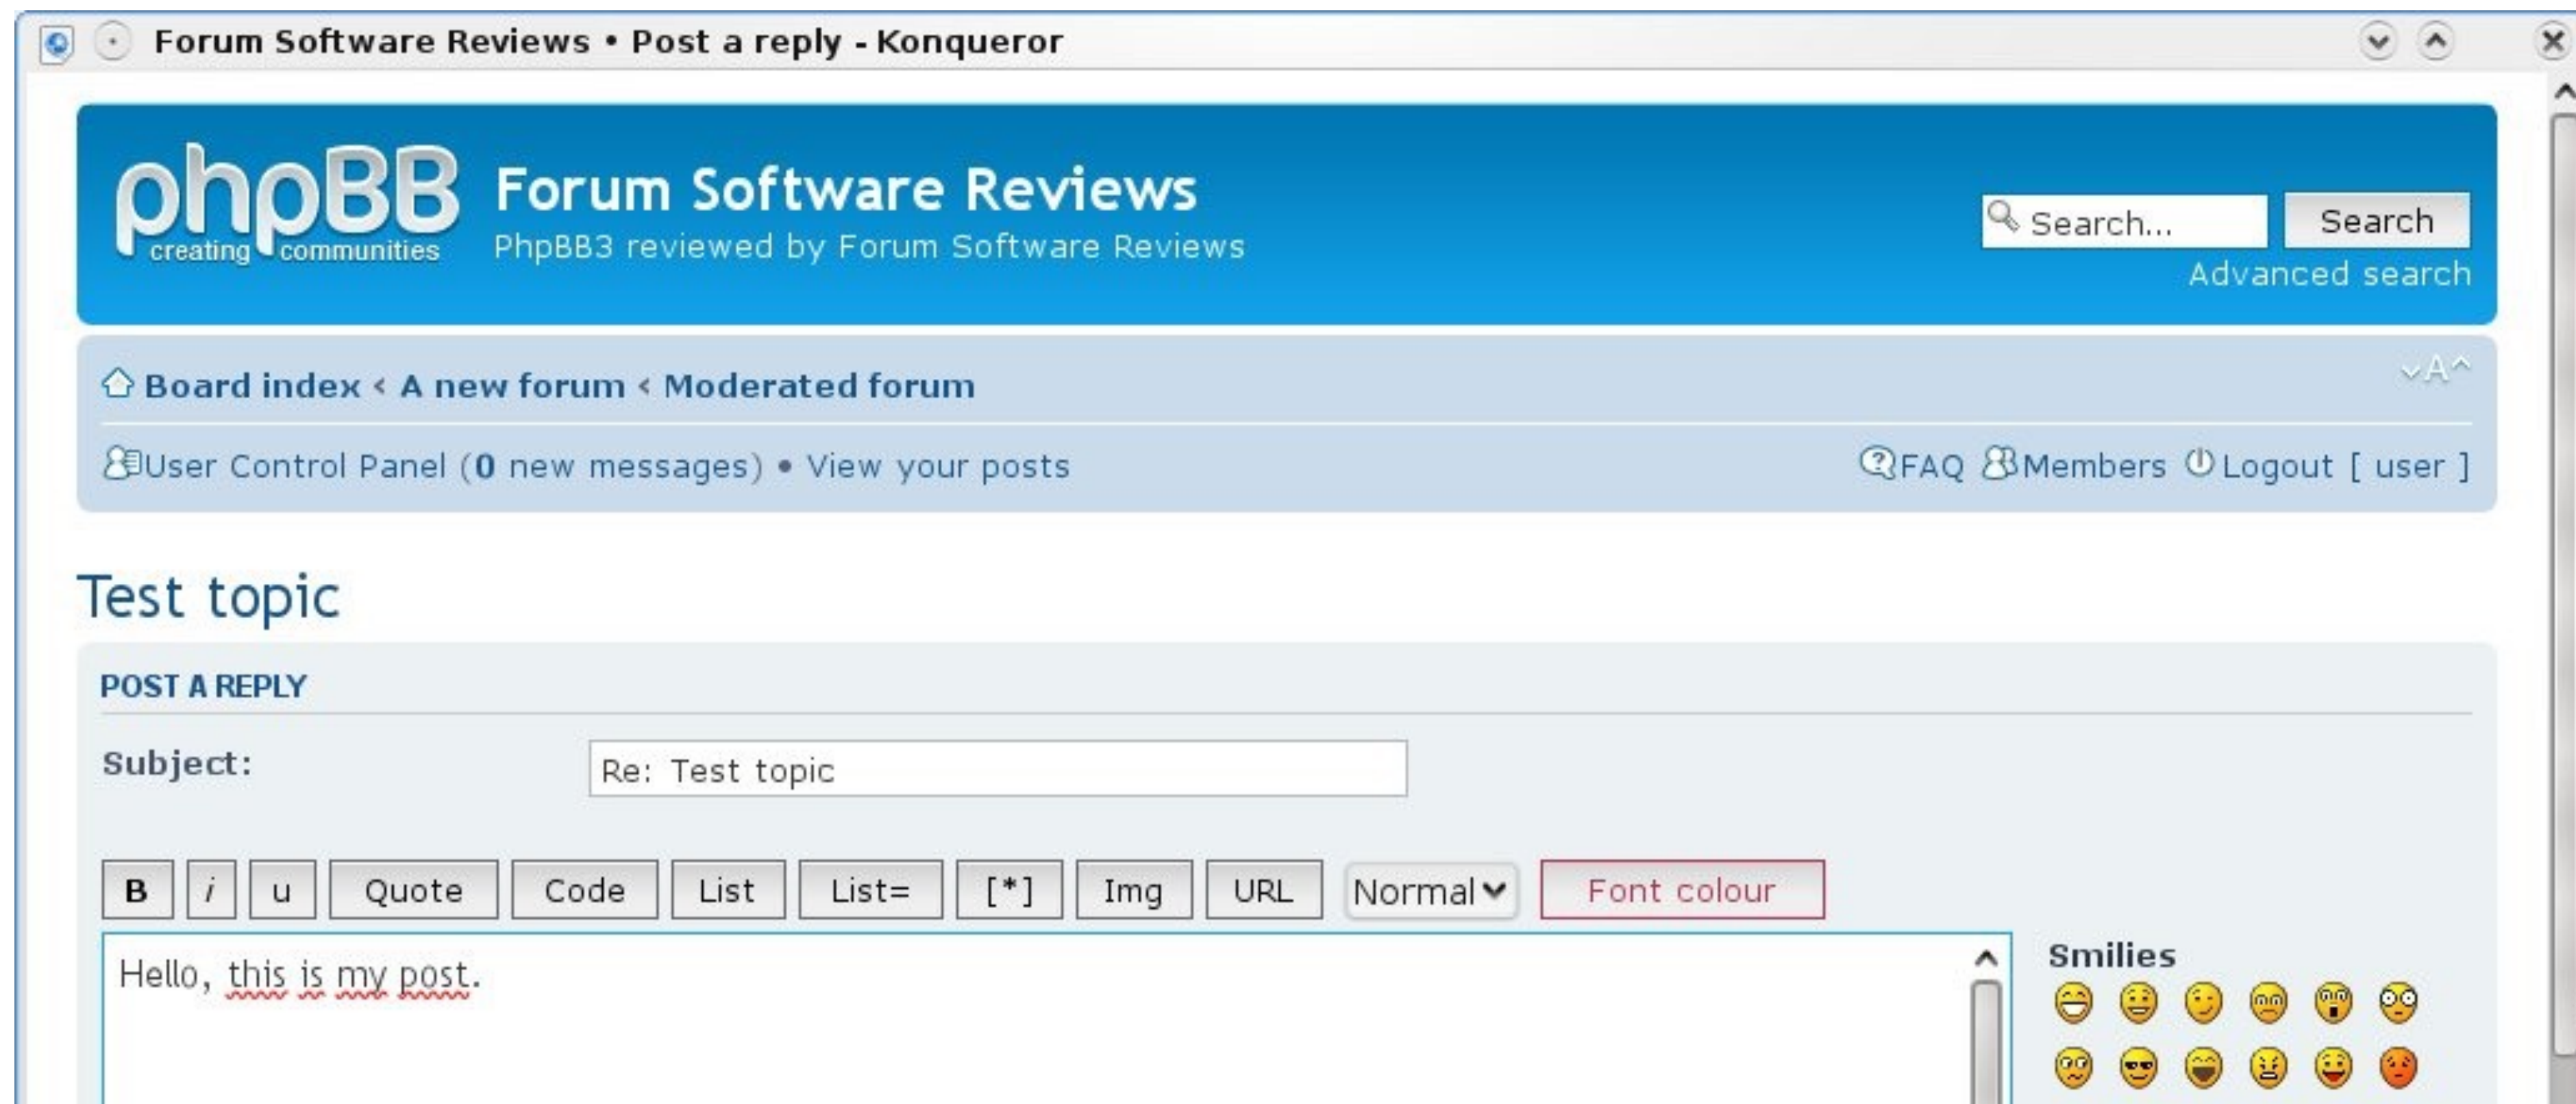 Forum Software Reviews • Post a reply - Konqueror
phpBB
creating communities
Forum Software Reviews
PhpBB3 reviewed by Forum Software Reviews
Search...
Search
Advanced search
Board index ‹ A new forum ‹ Moderated forum
A
User Control Panel (0 new messages) • View your posts
FAQ Members Logout [ user ]
Test topic
POST A REPLY
Subject: Re: Test topic
B i u Quote Code List List= [*] Img URL Normal Font colour
Hello, this is my post.
Smilies